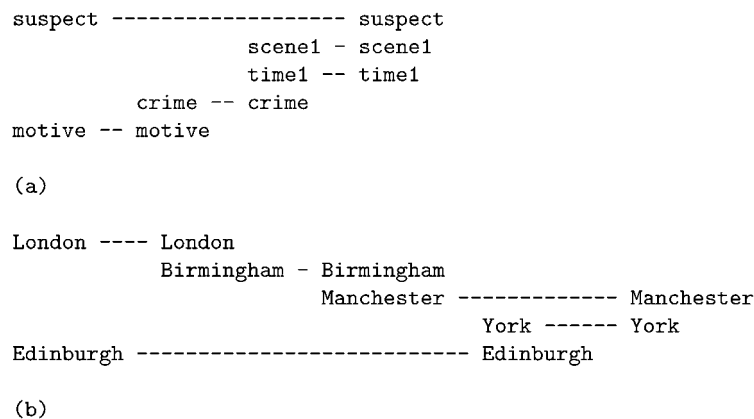 suspect ------------------- suspect
                   scene1 - scene1
                   time1 -- time1
          crime -- crime
motive -- motive

(a)

London ---- London
            Birmingham - Birmingham
                         Manchester ------------- Manchester
                                      York ------ York
Edinburgh --------------------------- Edinburgh

(b)